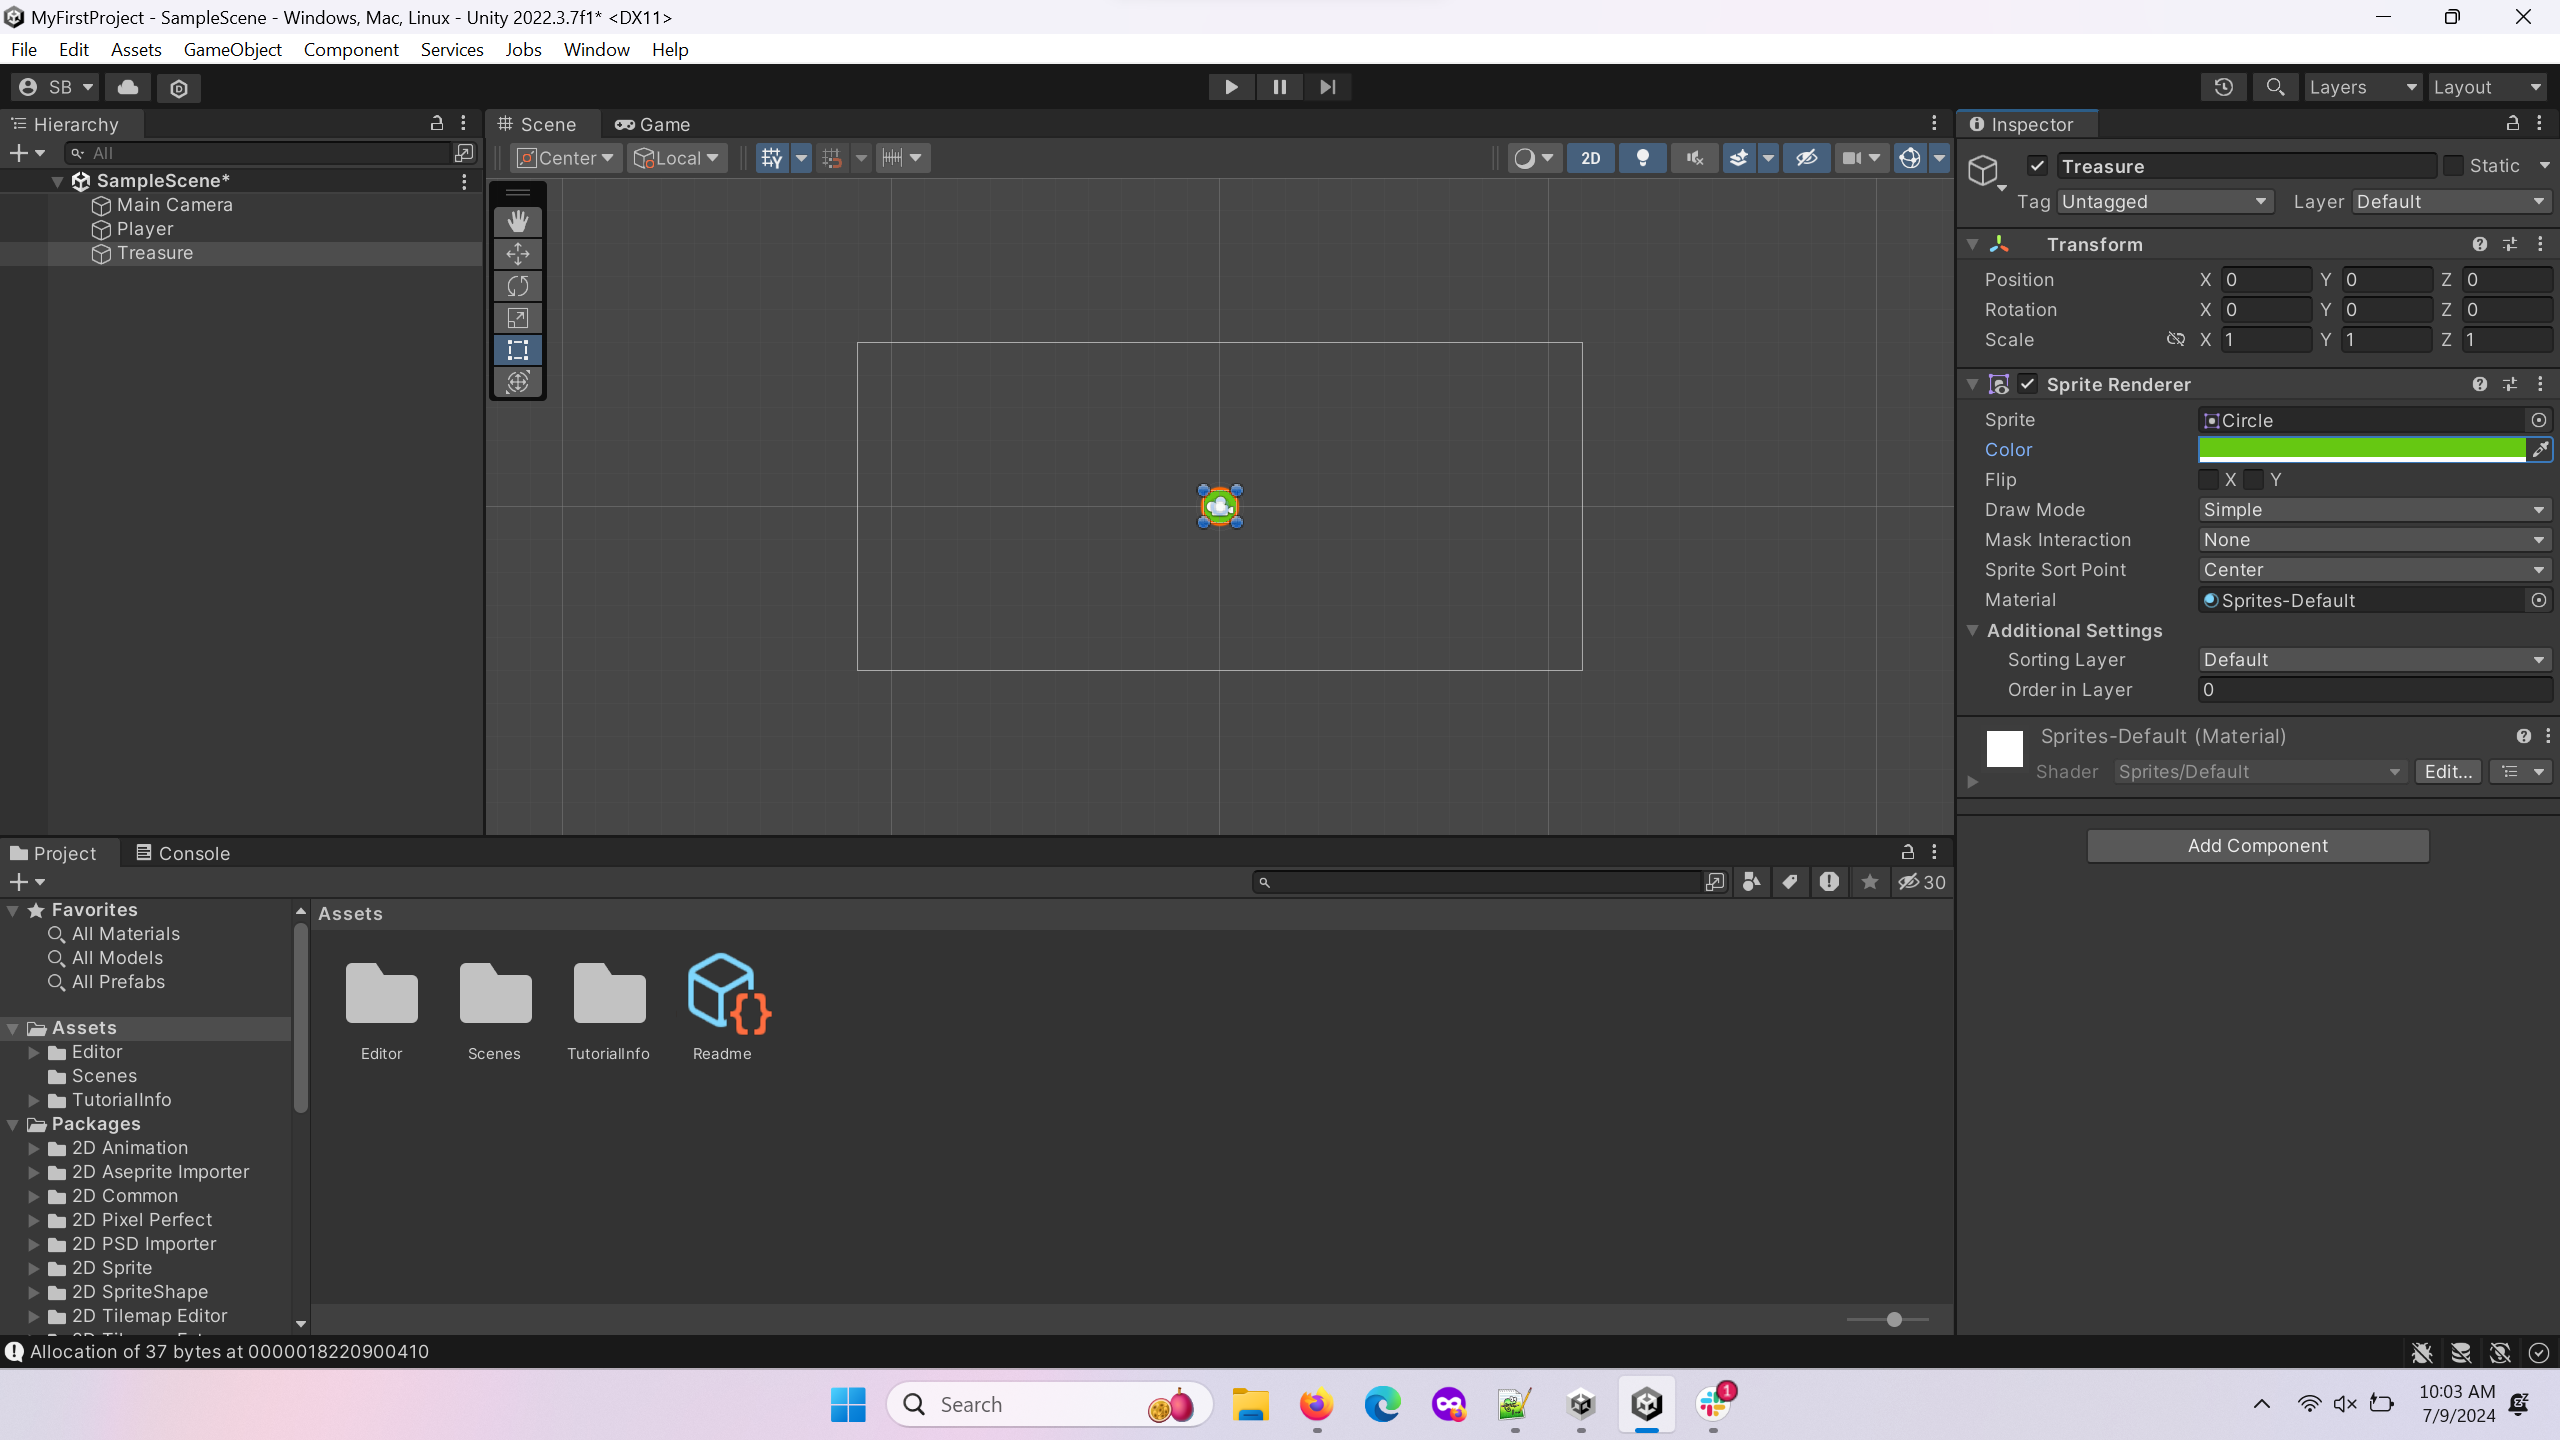 MyFirstProject - SampleScene - Windows, Mac, Linux - Unity 2022.3.7f1* <DX11>
File Edit Assets GameObject Component Services Jobs Window Help
SB Layers Layout
Hierarchy
All
SampleScene*
Main Camera
Player
Treasure
Scene Game
Center Local 2D
Inspector
Treasure Static
Tag Untagged Layer Default
Transform
Position X 0 Y 0 Z 0
Rotation X 0 Y 0 Z 0
Scale X 1 Y 1 Z 1
Sprite Renderer
Sprite Circle
Color
Flip X Y
Draw Mode Simple
Mask Interaction None
Sprite Sort Point Center
Material Sprites-Default
Additional Settings
Sorting Layer Default
Order in Layer 0
Sprites-Default (Material)
Shader Sprites/Default Edit...
Add Component
Project Console
30
Favorites
All Materials
All Models
All Prefabs
Assets
Editor
Scenes
TutorialInfo
Packages
2D Animation
2D Aseprite Importer
2D Common
2D Pixel Perfect
2D PSD Importer
2D Sprite
2D SpriteShape
2D Tilemap Editor
Assets
Editor Scenes TutorialInfo Readme
Allocation of 37 bytes at 0000018220900410
Search
1
10:03 AM
7/9/2024